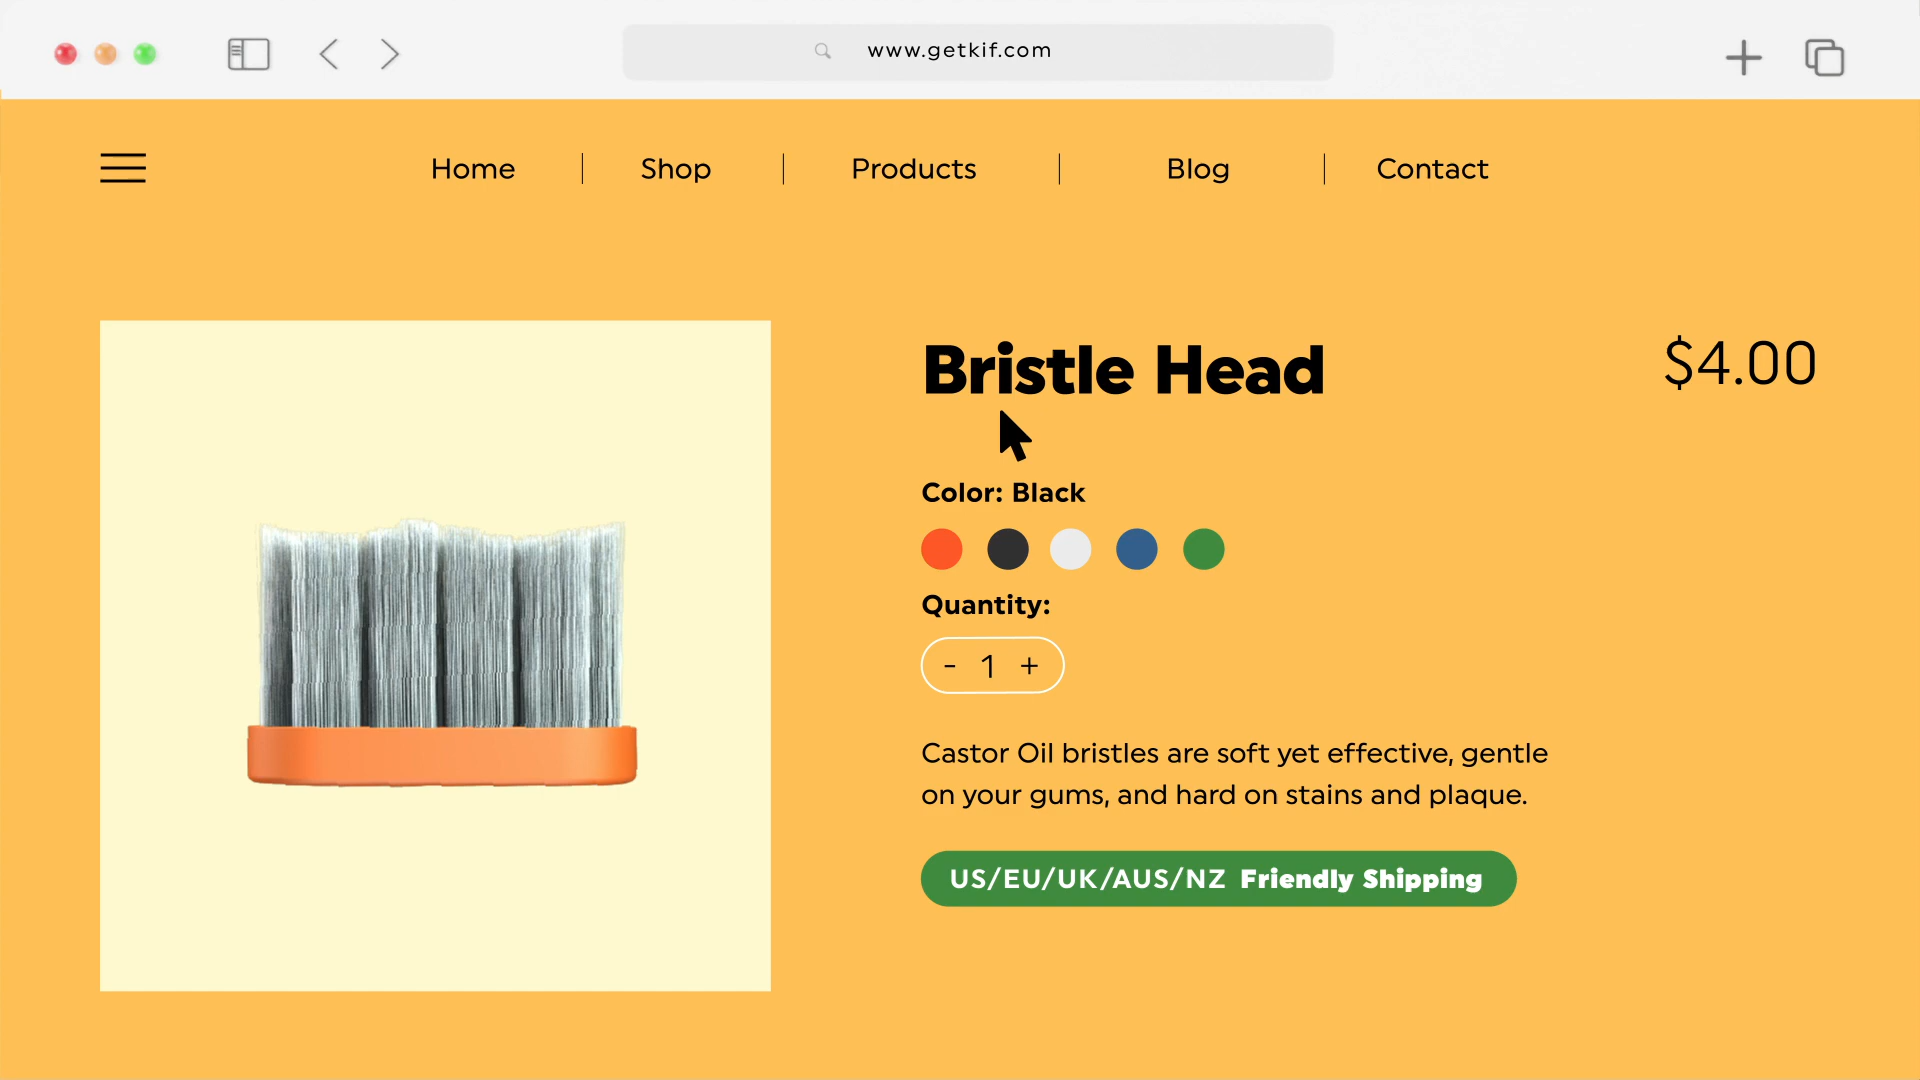 www.getkif.com
Home | Shop | Products | Blog | Contact
Bristle Head
$4.00
Color: Black
Quantity:
- 1 +
Castor Oil bristles are soft yet effective, gentle
on your gums, and hard on stains and plaque.
US/EU/UK/AUS/NZ Friendly Shipping